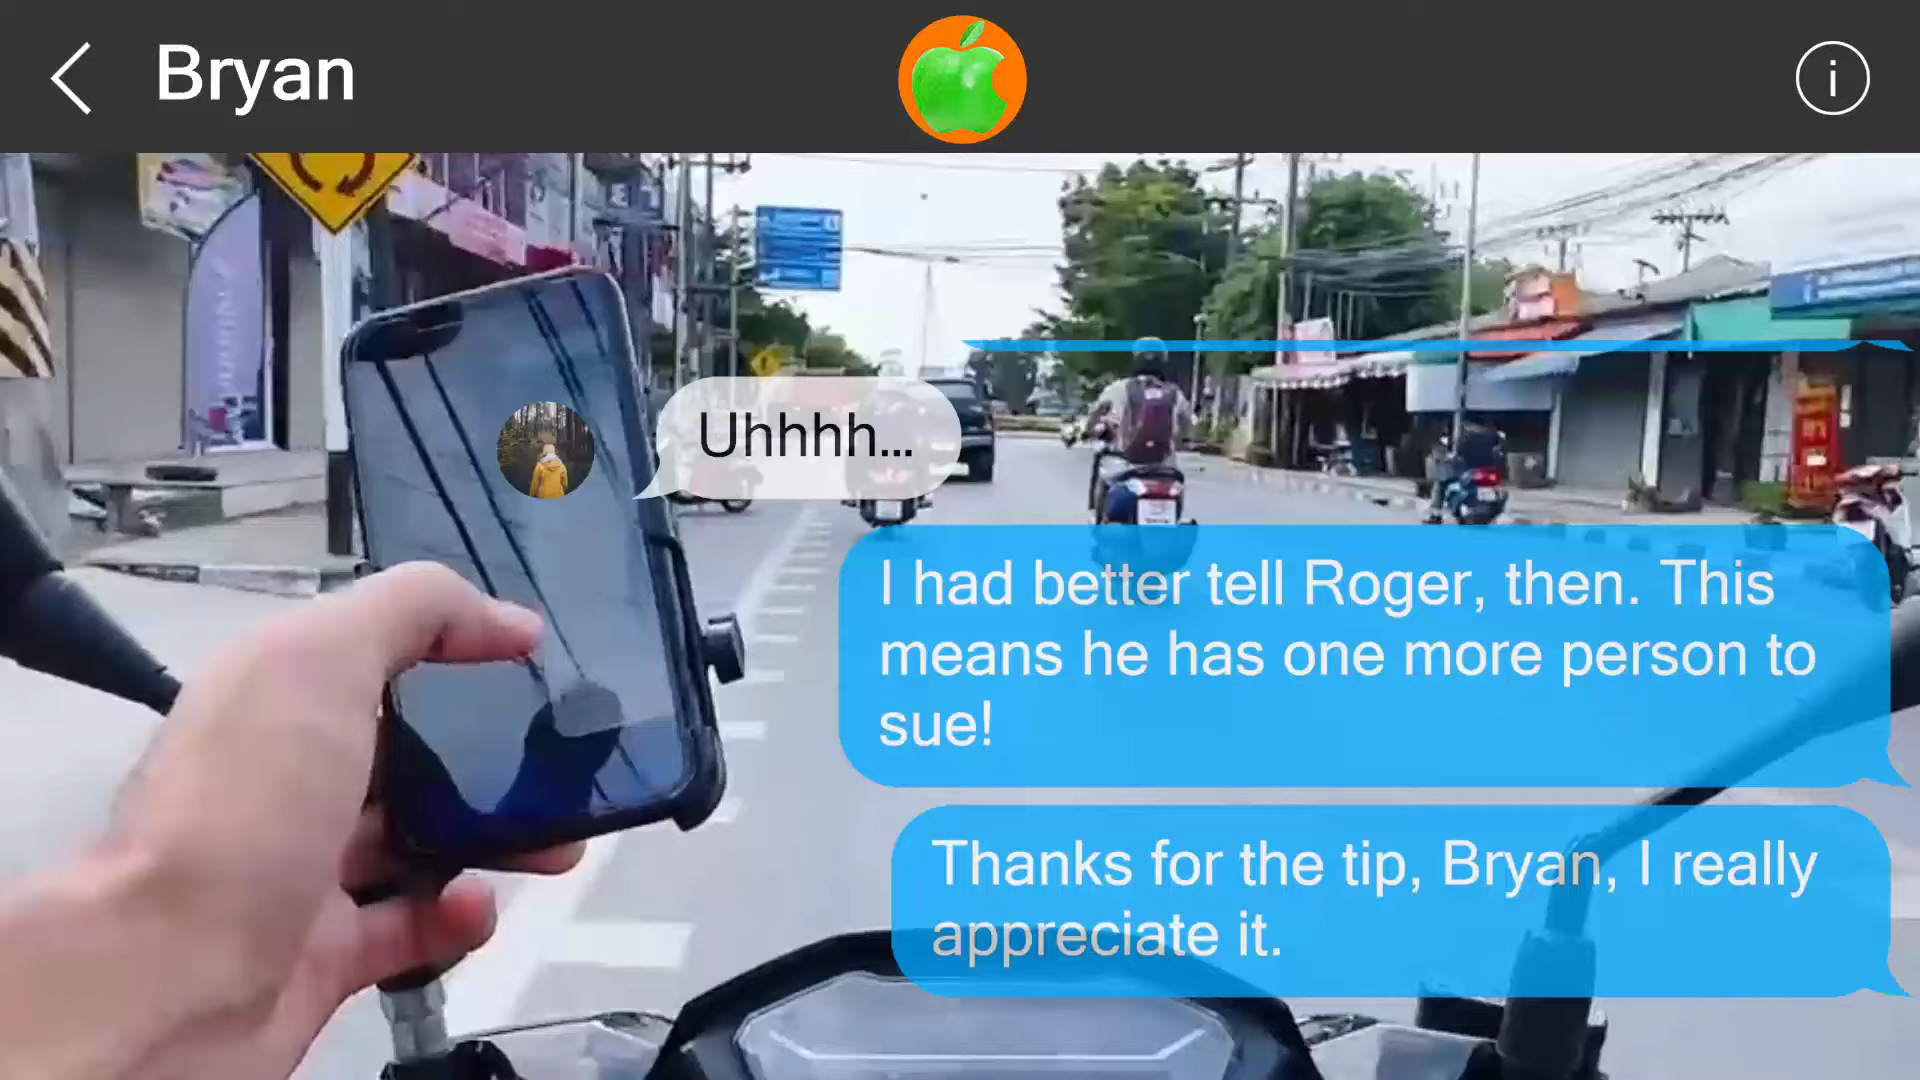 Bryan
Uhhhh...
I had better tell Roger, then. This
means he has one more person to
sue!
Thanks for the tip, Bryan, I really
appreciate it.